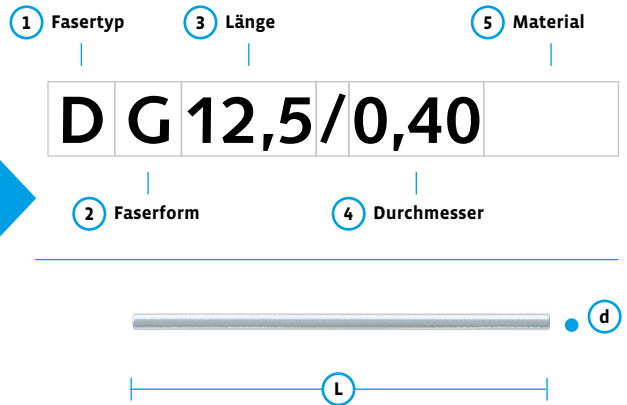 1 Fasertyp 3 Länge 5 Material
D G 12,5/0,40
2 Faserform 4 Durchmesser
d
L